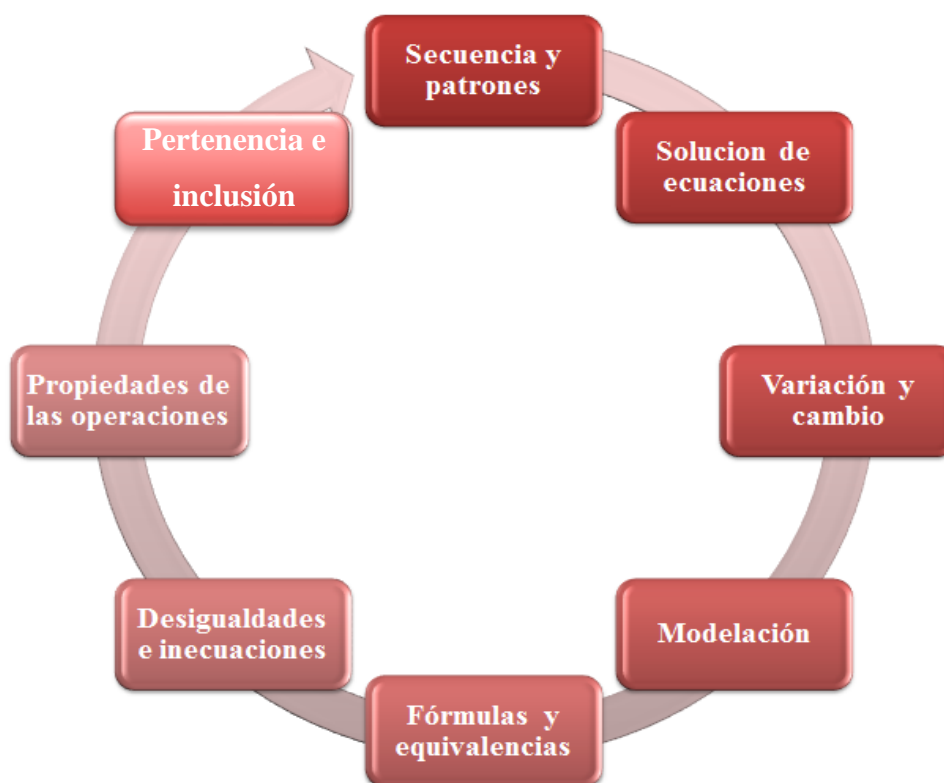 Secuencia y
patrones
Solucion de
ecuaciones
Variación y
cambio
Modelación
Fórmulas y
equivalencias
Desigualdades
e inecuaciones
Propiedades de
las operaciones
Pertenencia e
inclusión